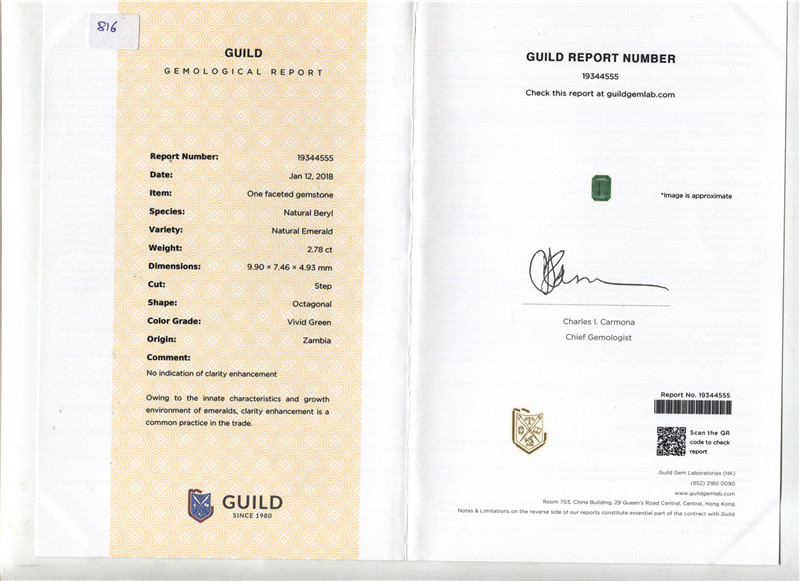 816
GUILD
GEMOLOGICAL REPORT
Report Number: 19344555
Date: Jan 12, 2018
Item: One faceted gemstone
Species: Natural Beryl
Variety: Natural Emerald
Weight: 2.78 ct
Dimensions: 9.90 × 7.46 × 4.93 mm
Cut: Step
Shape: Octagonal
Color Grade: Vivid Green
Origin: Zambia
Comment:
No indication of clarity enhancement
Owing to the innate characteristics and growth
environment of emeralds, clarity enhancement is a
common practice in the trade.
GUILD
SINCE 1980
GUILD REPORT NUMBER
19344555
Check this report at guildgemlab.com
*Image is approximate
Charles I. Carmona
Chief Gemologist
Report No. 19344555
Scan the QR
code to check
report
Guild Gem Laboratories (HK)
(852) 2180 0090
www.guildgemlab.com
Room 703, China Building, 29 Queen's Road Central, Central, Hong Kong
Notes & Limitations on the reverse side of our reports constitute essential part of the contract with Guild